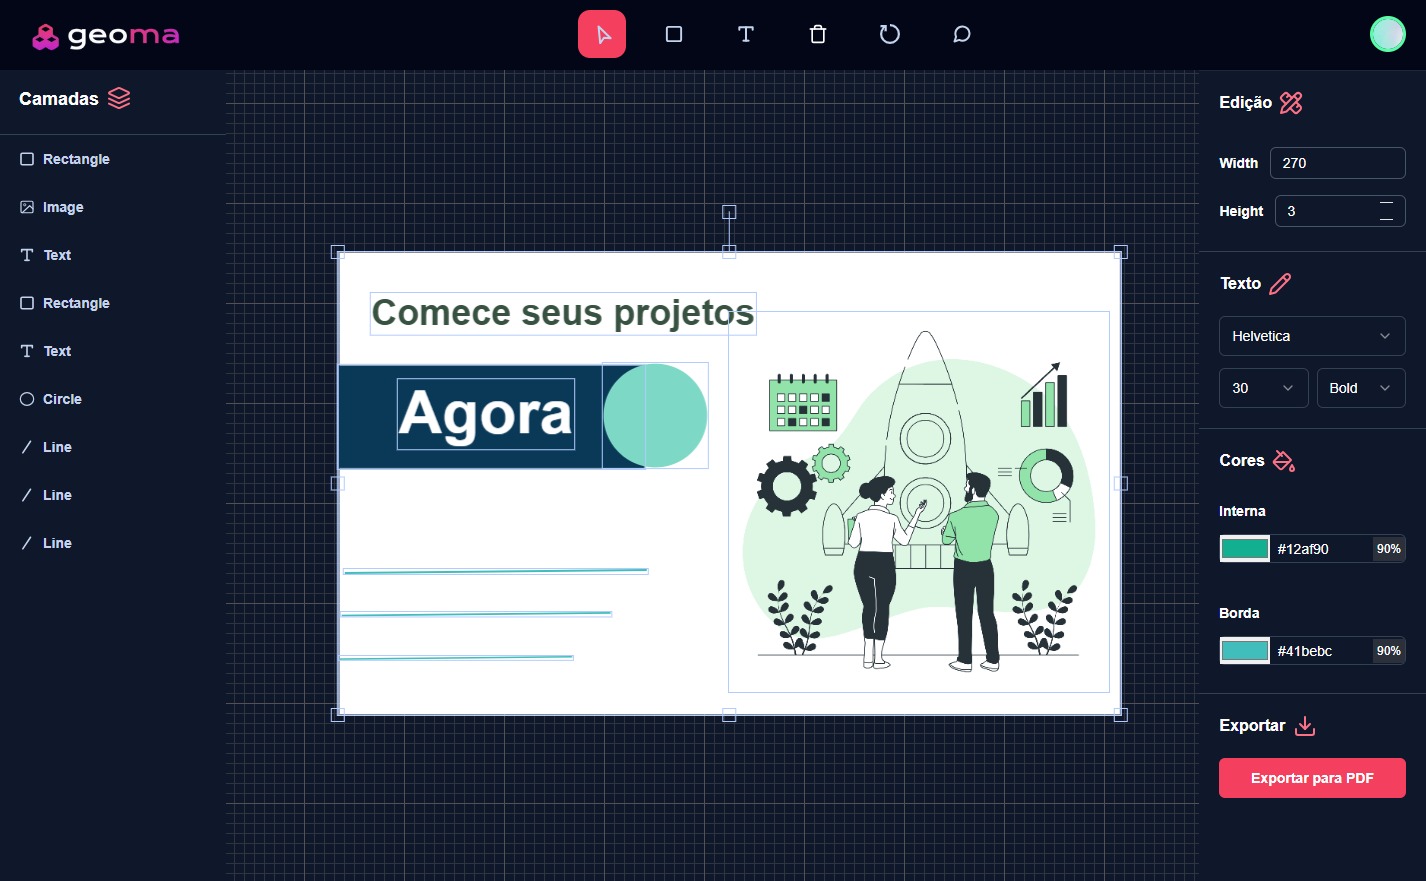 geoma
Camadas
Rectangle
Image
Text
Rectangle
Text
Circle
Line
Line
Line
Comece seus projetos
Agora
Edição
Width 270
Height 3
Texto
Helvetica
30 Bold
Cores
Interna
#12af90 90%
Borda
#41bebc 90%
Exportar
Exportar para PDF